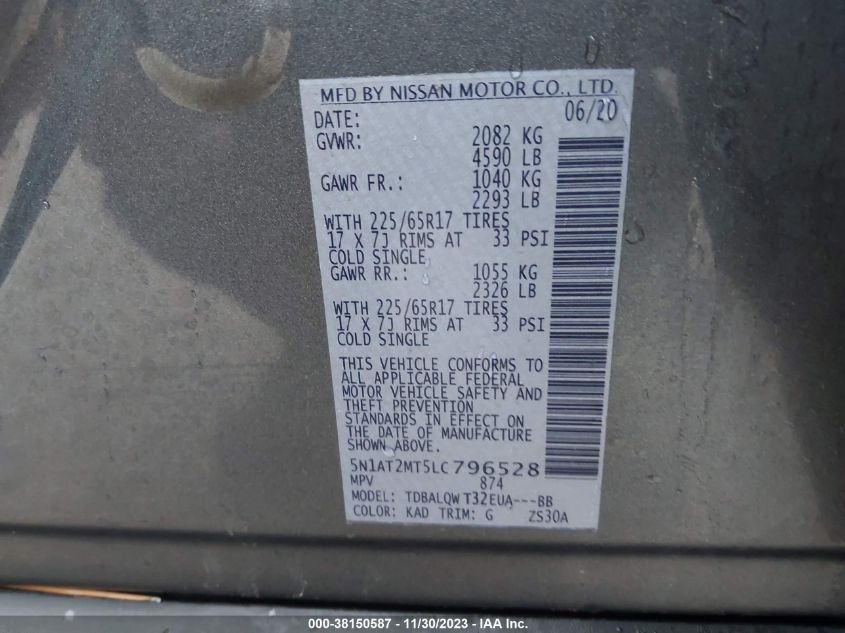 MFD BY NISSAN MOTOR CO., LTD.
DATE: 06/20
GVWR: 2082 KG
4590 LB
GAWR FR.: 1040 KG
2293 LB
WITH 225/65R17 TIRES
17 X 7J RIMS AT 33 PSI
COLD SINGLE
GAWR RR.: 1055 KG
2326 LB
WITH 225/65R17 TIRES
17 X 7J RIMS AT 33 PSI
COLD SINGLE
THIS VEHICLE CONFORMS TO
ALL APPLICABLE FEDERAL
MOTOR VEHICLE SAFETY AND
THEFT PREVENTION
STANDARDS IN EFFECT ON
THE DATE OF MANUFACTURE
SHOWN ABOVE.
5N1AT2MT5LC796528
MPV 874
MODEL: TDBALQW T32EUA---BB
COLOR: KAD TRIM: G ZS30A
000-38150587 - 11/30/2023 - IAA Inc.